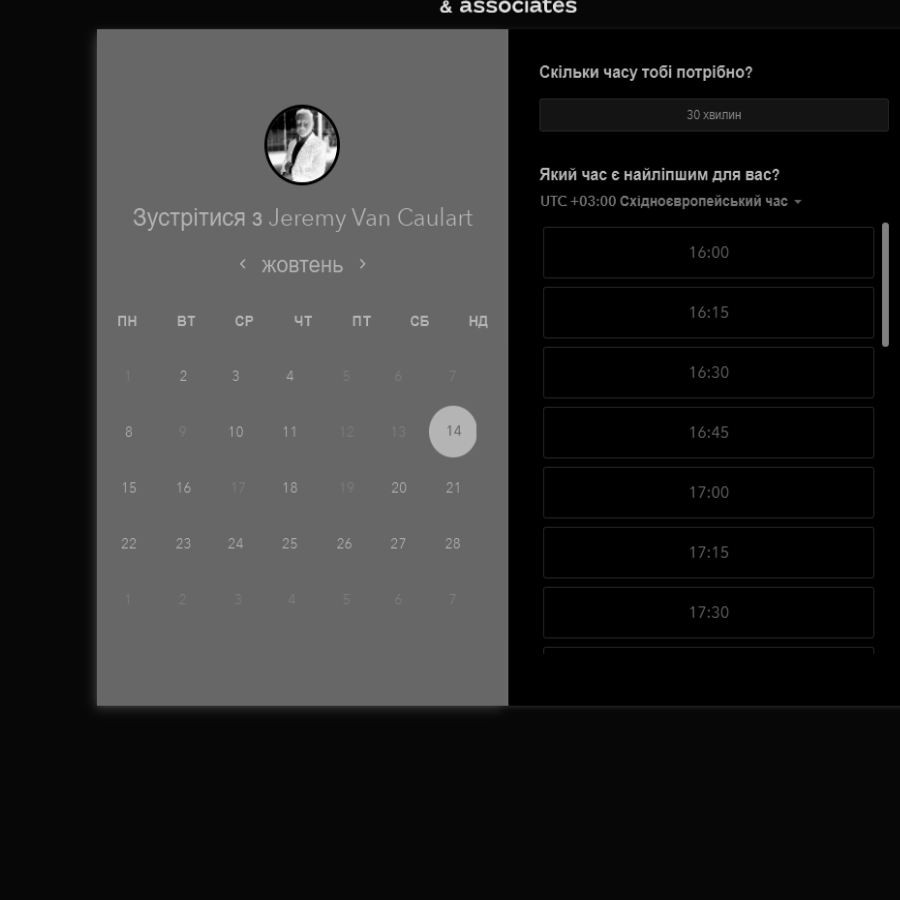 & associates
Зустрітися з Jeremy Van Caulart
жовтень
ПН ВТ СР ЧТ ПТ СБ НД
1 2 3 4 5 6 7
8 9 10 11 12 13 14
15 16 17 18 19 20 21
22 23 24 25 26 27 28
1 2 3 4 5 6 7
Скільки часу тобі потрібно?
30 хвилин
Який час є найліпшим для вас?
UTC +03:00 Східноєвропейський час
16:00
16:15
16:30
16:45
17:00
17:15
17:30